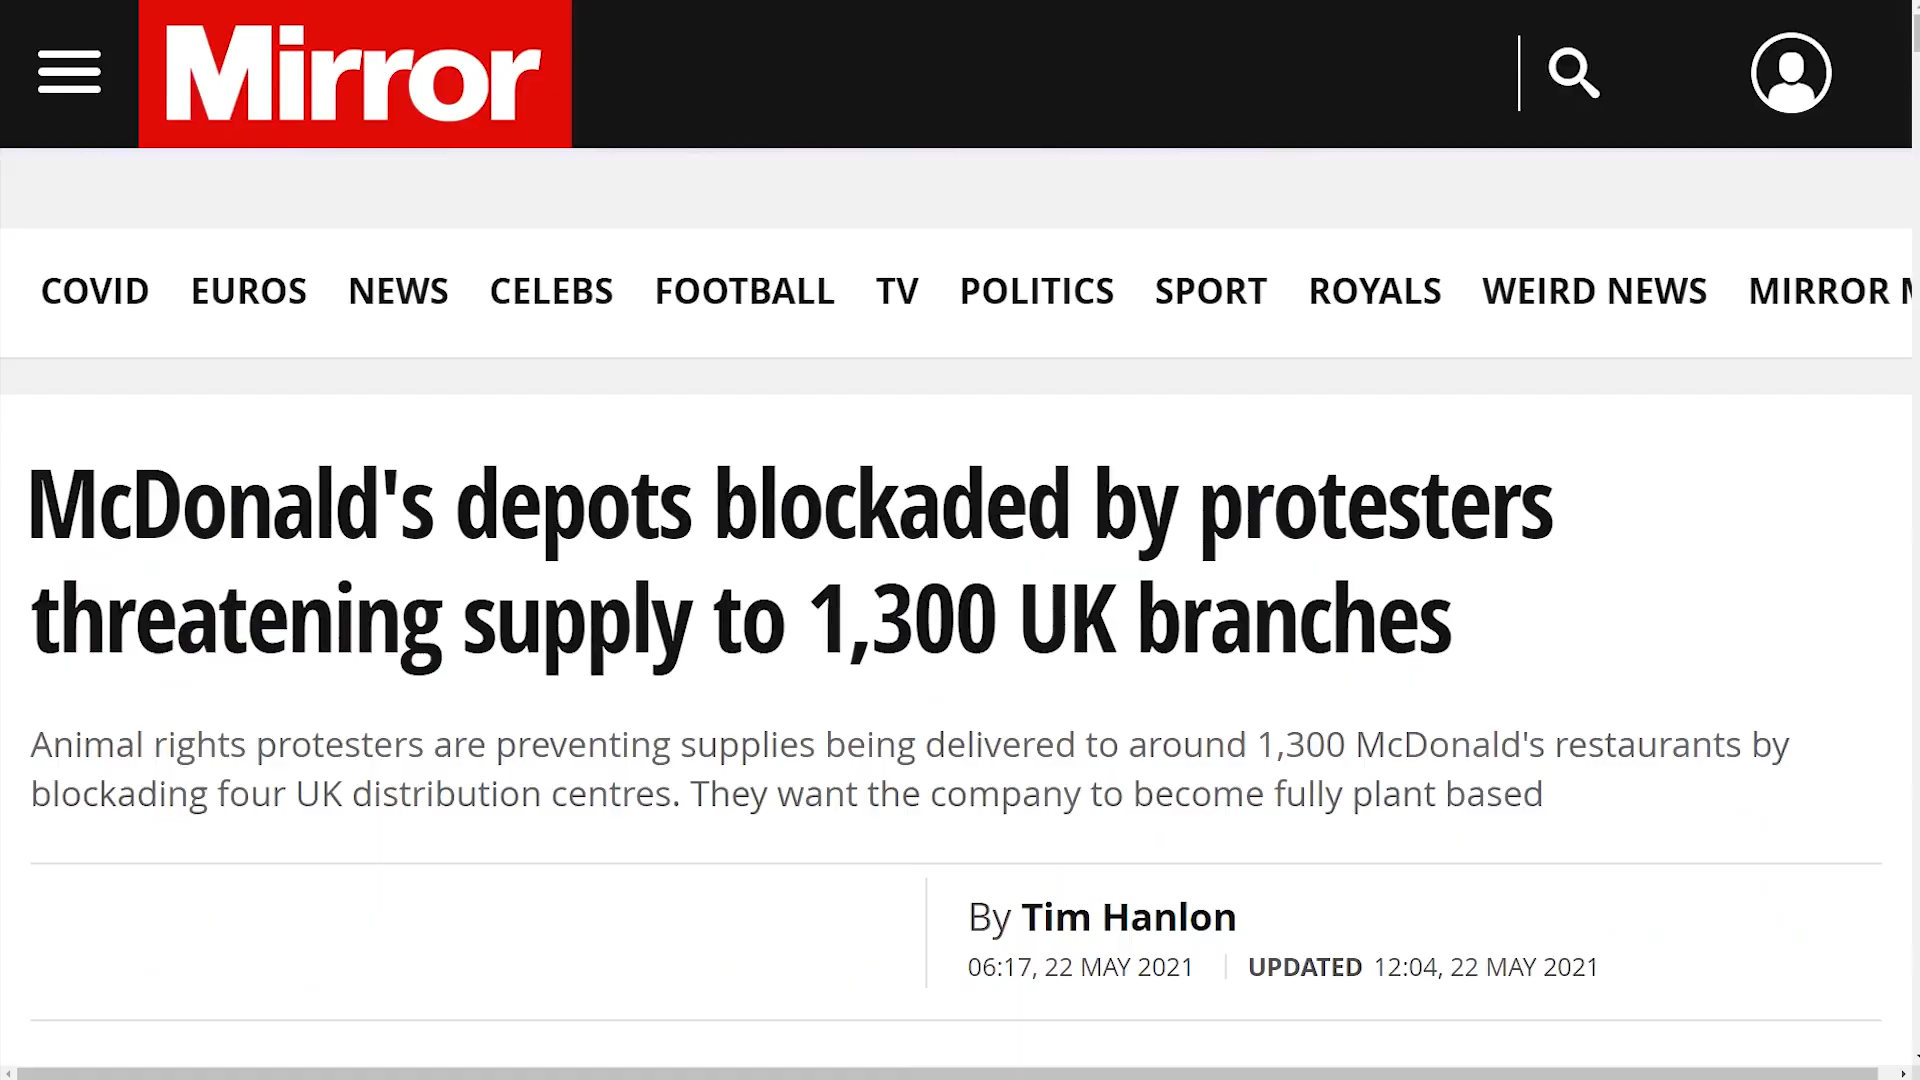 Mirror
COVID EUROS NEWS CELEBS FOOTBALL TV POLITICS SPORT ROYALS WEIRD NEWS MIRROR
McDonald's depots blockaded by protesters
threatening supply to 1,300 UK branches
Animal rights protesters are preventing supplies being delivered to around 1,300 McDonald's restaurants by
blockading four UK distribution centres. They want the company to become fully plant based
By Tim Hanlon
06:17, 22 MAY 2021 UPDATED 12:04, 22 MAY 2021